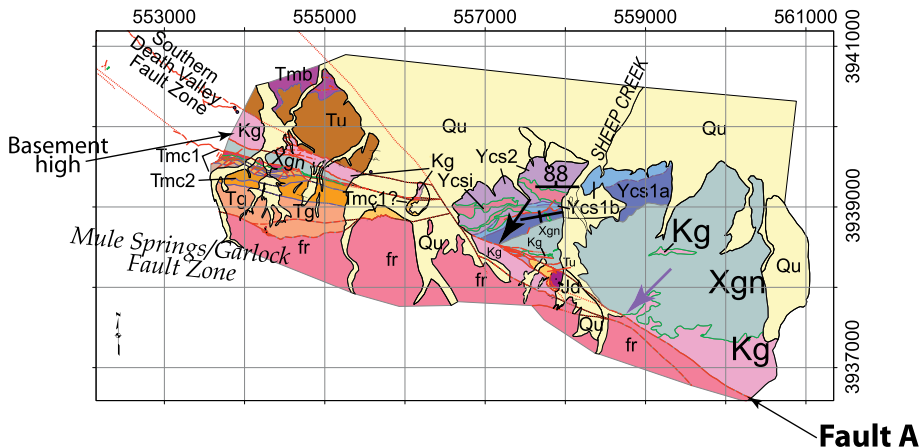 553000
555000
557000
559000
561000
3941000
3939000
3937000
Southern
Death Valley
Fault Zone
Tmb
Tu
Kg
Basement
high
Tmc1
Xgn
Tmc2
Tg
Tg
Tmc1?
Kg
Qu
Ycs2
Ycsi
88
SHEEP CREEK
Qu
Ycs1a
Ycs1b
Xgn
Kg
Kg
Tu
Jd
Kg
Xgn
Qu
Mule Springs/Garlock
Fault Zone
fr
fr
Qu
fr
Qu
fr
Kg
Fault A